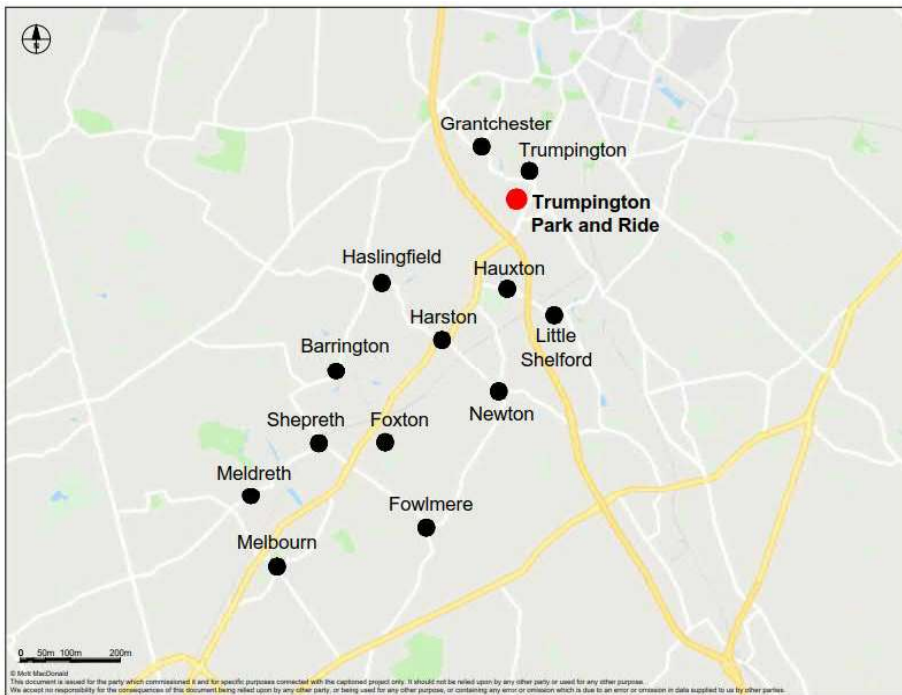 N
Grantchester
Trumpington
Trumpington
Park and Ride
Haslingfield
Hauxton
Harston
Little
Shelford
Barrington
Newton
Shepreth
Foxton
Meldreth
Fowlmere
Melbourn
0 50m 100m 200m
© Mott MacDonald
This document is issued for the party which commissioned it and for specific purposes connected with the captioned project only. It should not be relied upon by any other party or used for any other purpose.
We accept no responsibility for the consequences of this document being relied upon by any other party, or being used for any other purpose, or containing any error or omission which is due to an error or omission in data supplied to us by other parties.